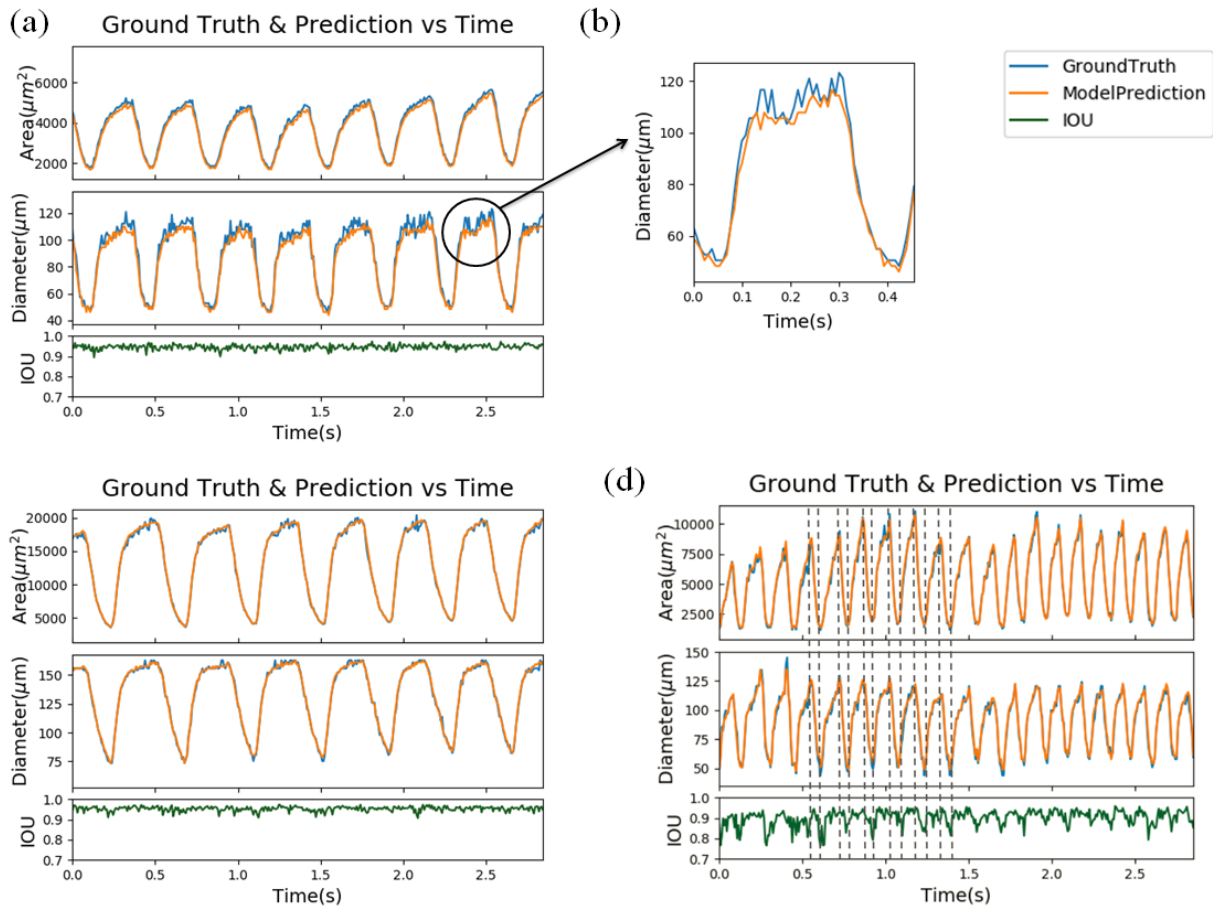 (a)
Ground Truth & Prediction vs Time
Area(μm²)
6000
4000
2000
Diameter(μm)
120
100
80
60
40
IOU
1.0
0.9
0.8
0.7
0.0 0.5 1.0 1.5 2.0 2.5
Time(s)
(b)
Diameter(μm)
120
100
80
60
0.0 0.1 0.2 0.3 0.4
Time(s)
GroundTruth
ModelPrediction
IOU
Ground Truth & Prediction vs Time
Area(μm²)
20000
15000
10000
5000
Diameter(μm)
150
125
100
75
IOU
1.0
0.9
0.8
0.7
0.0 0.5 1.0 1.5 2.0 2.5
Time(s)
(d)
Ground Truth & Prediction vs Time
Area(μm²)
10000
7500
5000
2500
Diameter(μm)
150
125
100
75
50
IOU
1.0
0.9
0.8
0.7
0.0 0.5 1.0 1.5 2.0 2.5
Time(s)